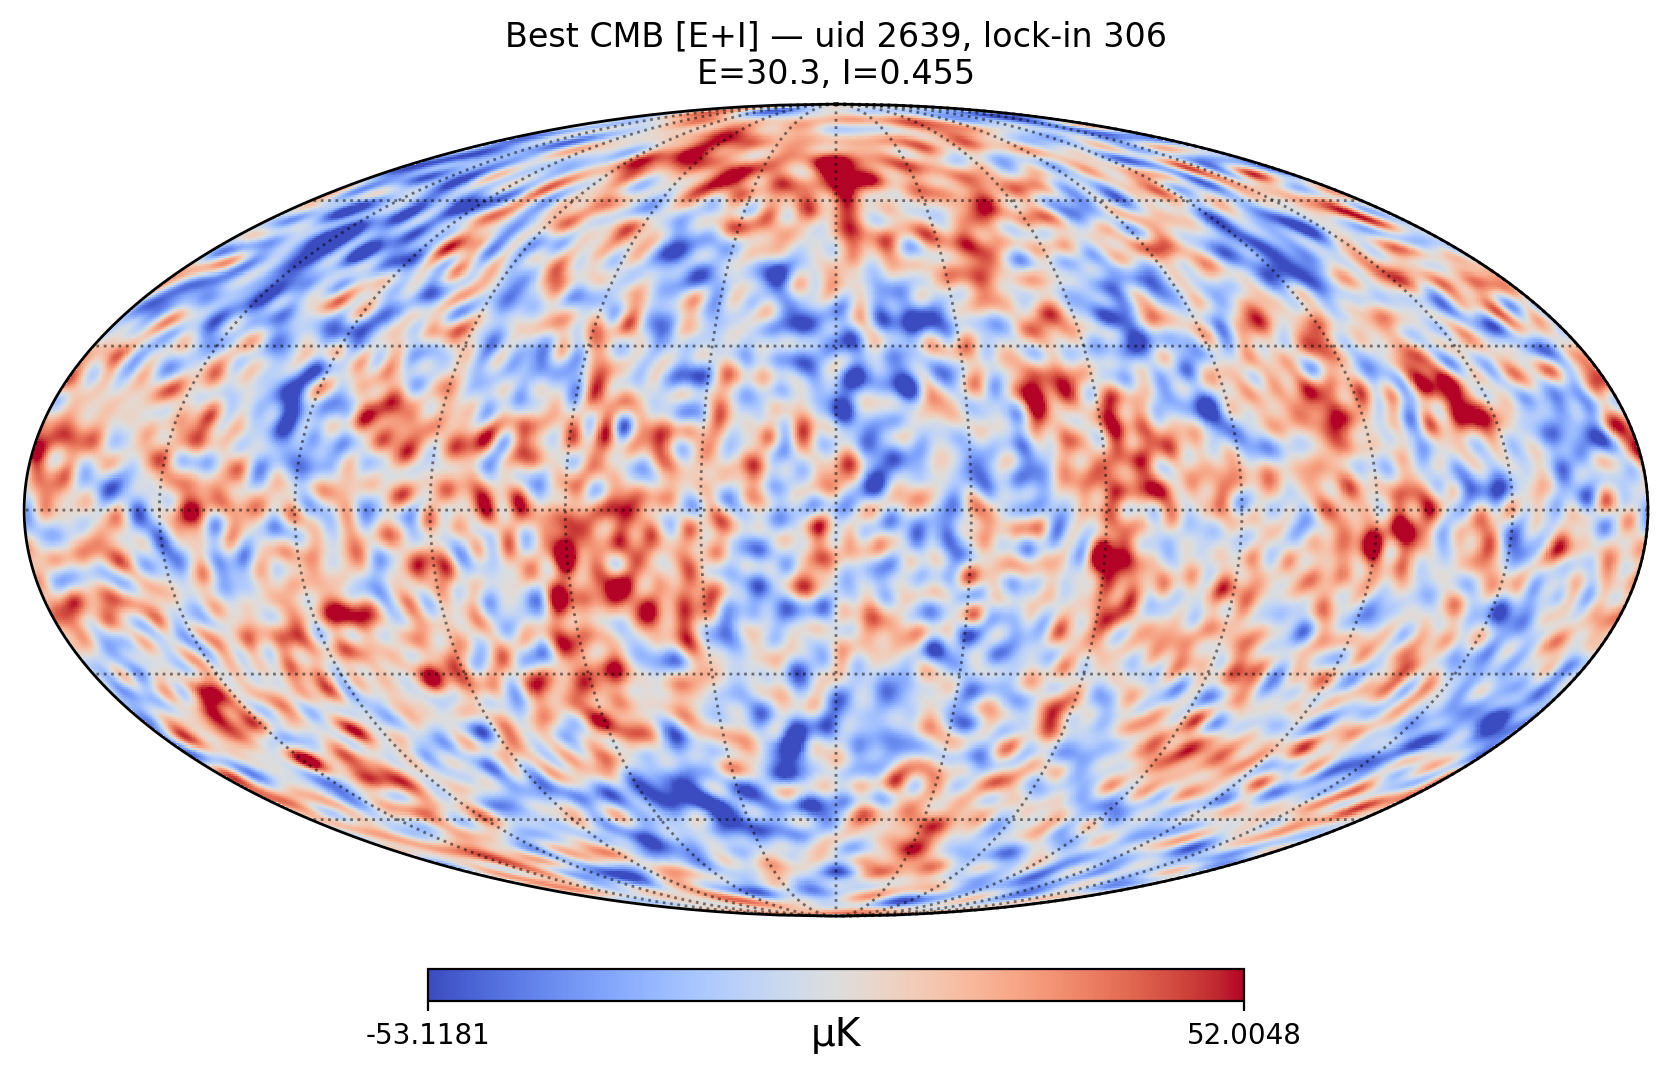 Best CMB [E+I] — uid 2639, lock-in 306
E=30.3, I=0.455
-53.1181 μK 52.0048